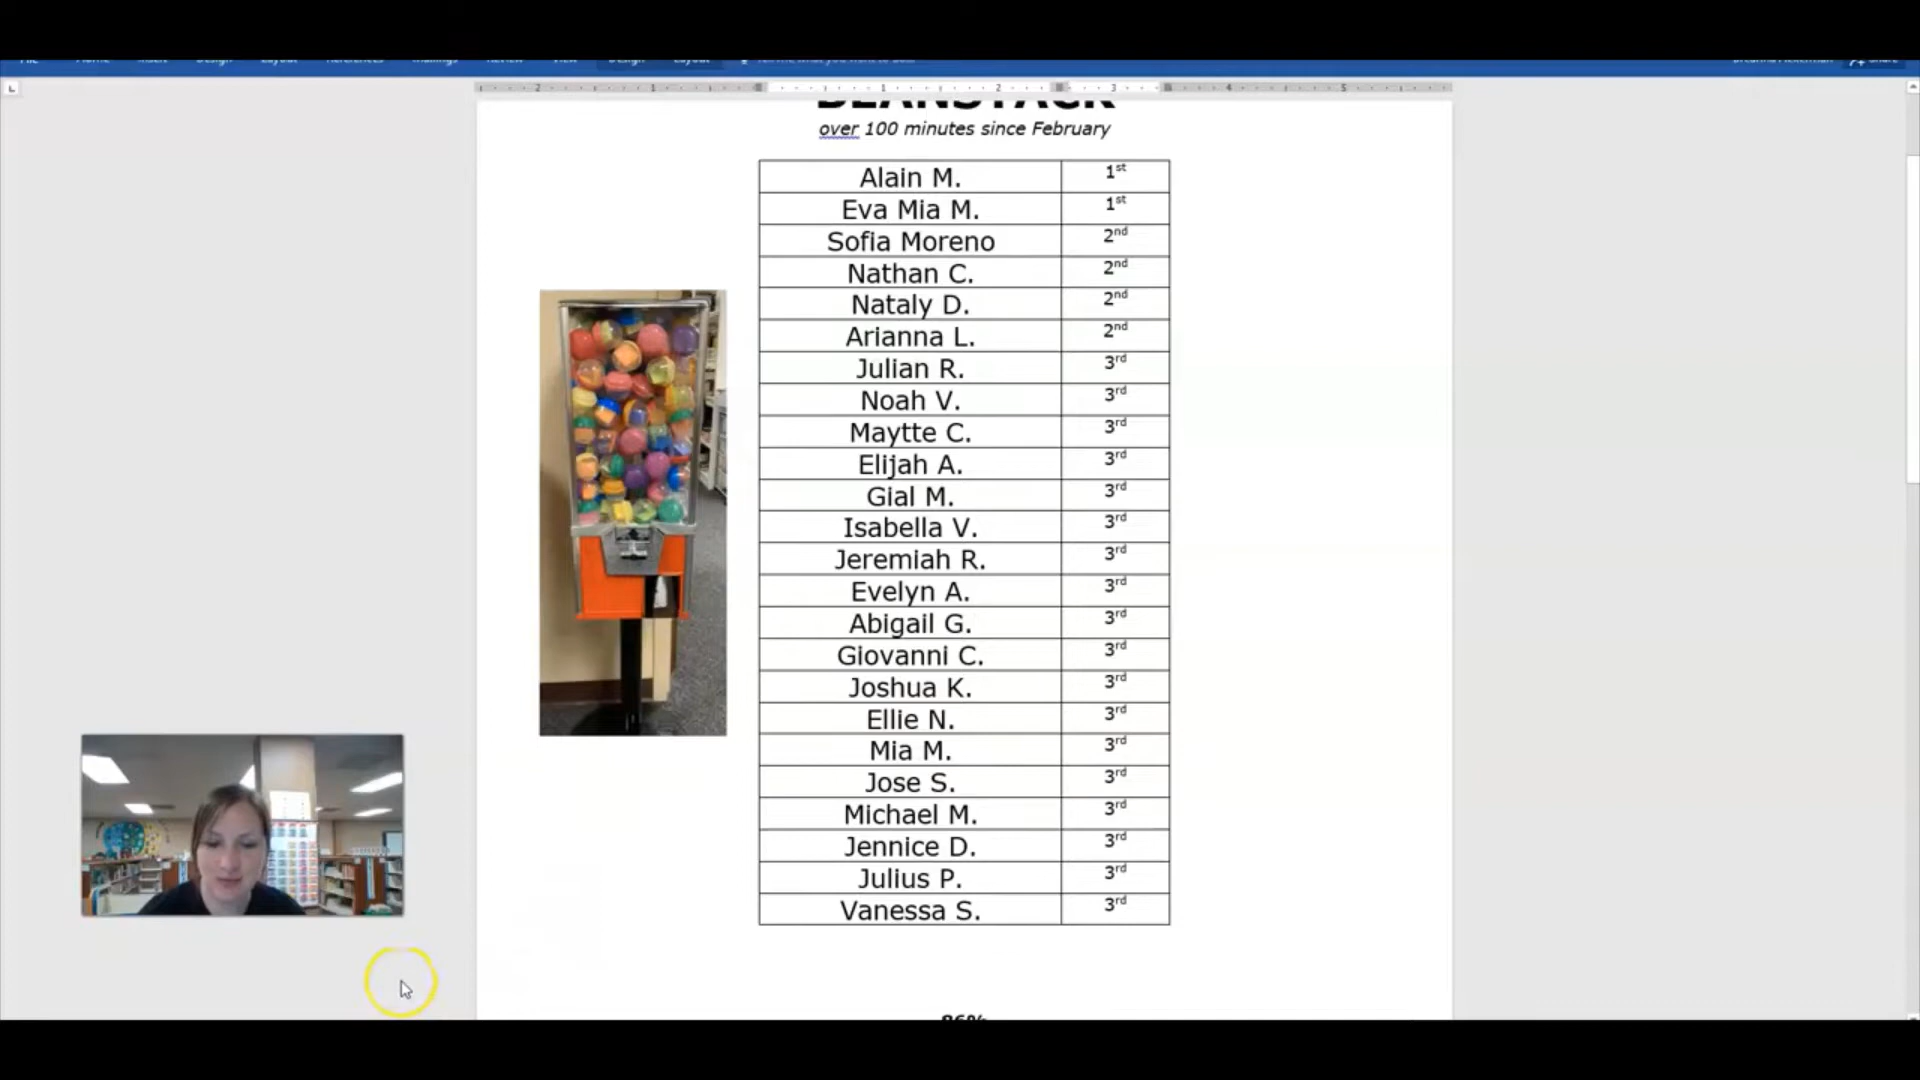 BEANSTACK
over 100 minutes since February
Alain M. 1st
Eva Mia M. 1st
Sofia Moreno 2nd
Nathan C. 2nd
Nataly D. 2nd
Arianna L. 2nd
Julian R. 3rd
Noah V. 3rd
Maytte C. 3rd
Elijah A. 3rd
Gial M. 3rd
Isabella V. 3rd
Jeremiah R. 3rd
Evelyn A. 3rd
Abigail G. 3rd
Giovanni C. 3rd
Joshua K. 3rd
Ellie N. 3rd
Mia M. 3rd
Jose S. 3rd
Michael M. 3rd
Jennice D. 3rd
Julius P. 3rd
Vanessa S. 3rd
86%